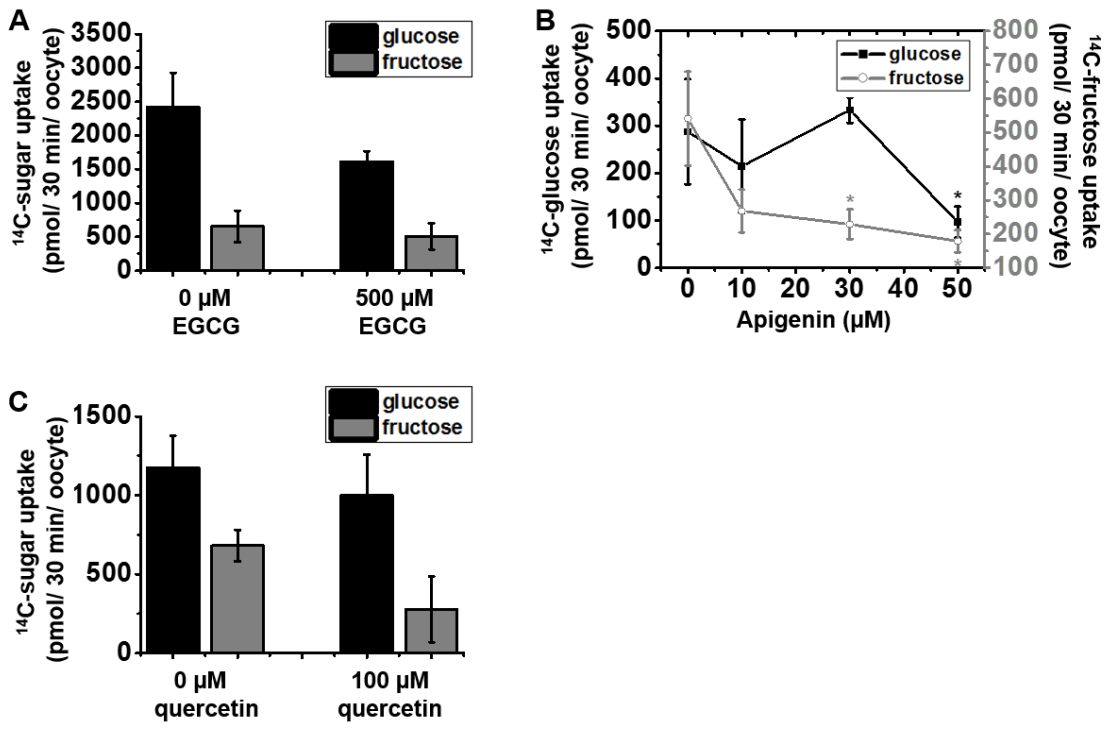 A
3500
3000
2500
2000
1500
1000
500
0
¹⁴C-sugar uptake
(pmol/ 30 min/ oocyte)
glucose
fructose
0 µM
EGCG
500 µM
EGCG
B
500
400
300
200
100
0
¹⁴C-glucose uptake
(pmol/ 30 min/ oocyte)
glucose
fructose
*
*
*
800
700
600
500
400
300
200
100
¹⁴C-fructose uptake
(pmol/ 30 min/ oocyte)
0 10 20 30 40 50
Apigenin (µM)
C
1500
1000
500
0
¹⁴C-sugar uptake
(pmol/ 30 min/ oocyte)
glucose
fructose
0 µM
quercetin
100 µM
quercetin